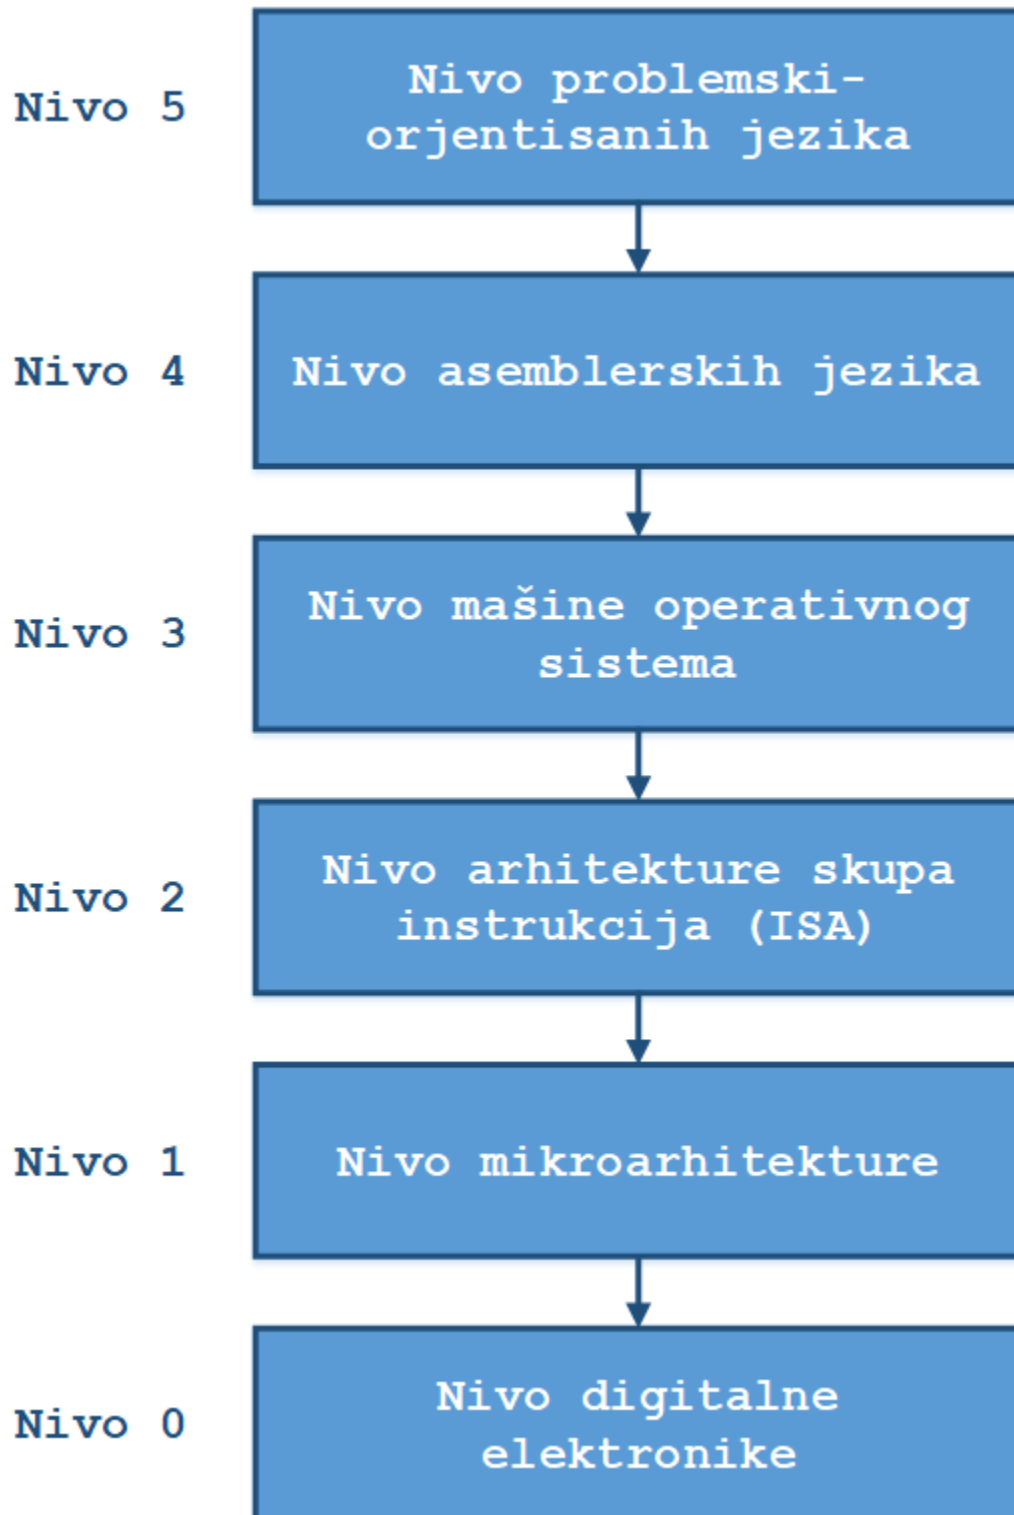 Nivo 5
Nivo problemski-
orjentisanih jezika
Nivo 4
Nivo asemblerskih jezika
Nivo 3
Nivo mašine operativnog
sistema
Nivo 2
Nivo arhitekture skupa
instrukcija (ISA)
Nivo 1
Nivo mikroarhitekture
Nivo 0
Nivo digitalne
elektronike